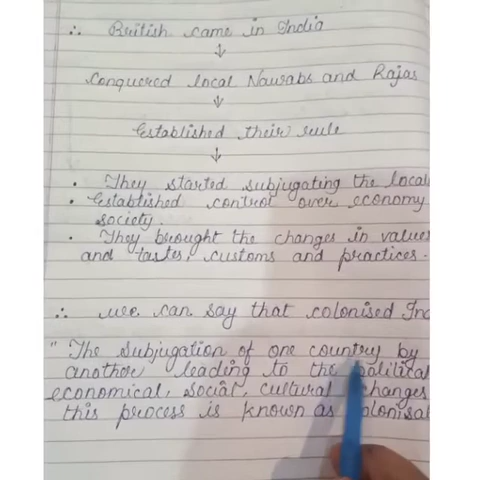 ∴ British came in India
↓
Conquered local Nawabs and Rajas
↓
Established their rule
↓
• They started subjugating the local
• Established control over economy
society.
• They brought the changes in values
and tastes, customs and practices.
∴ we can say that colonised Ind
" The subjugation of one country by
another leading to the political
economical, social, cultural changes
this process is known as colonisat